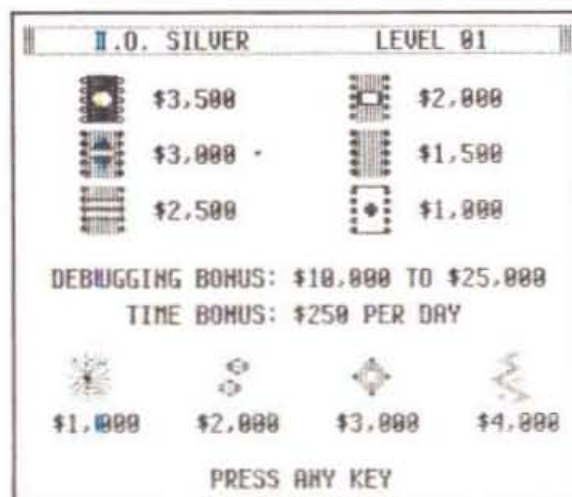 I.O. SILVER LEVEL 01
$3,500 $2,000
$3,000 $1,500
$2,500 $1,000
DEBUGGING BONUS: $10,000 TO $25,000
TIME BONUS: $250 PER DAY
$1,000 $2,000 $3,000 $4,000
PRESS ANY KEY